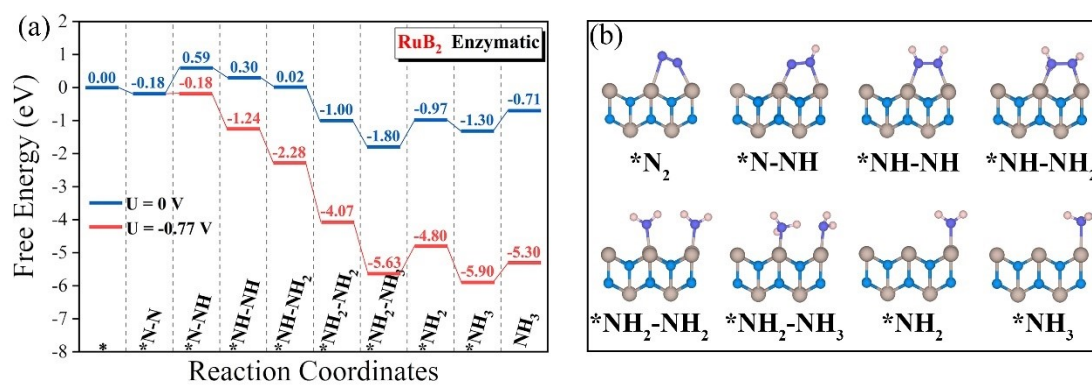 (a)
RuB2 Enzymatic
Free Energy (eV)
2
1
0
-1
-2
-3
-4
-5
-6
-7
-8
0.00
-0.18
0.59
0.30
0.02
-1.00
-1.80
-0.97
-1.30
-0.71
-0.18
-1.24
-2.28
-4.07
-5.63
-4.80
-5.90
-5.30
U = 0 V
U = -0.77 V
*
*N-N
*N-NH
*NH-NH
*NH-NH2
*NH2-NH2
*NH2-NH3
*NH2
*NH3
NH3
Reaction Coordinates
(b)
*N2
*N-NH
*NH-NH
*NH-NH2
*NH2-NH2
*NH2-NH3
*NH2
*NH3